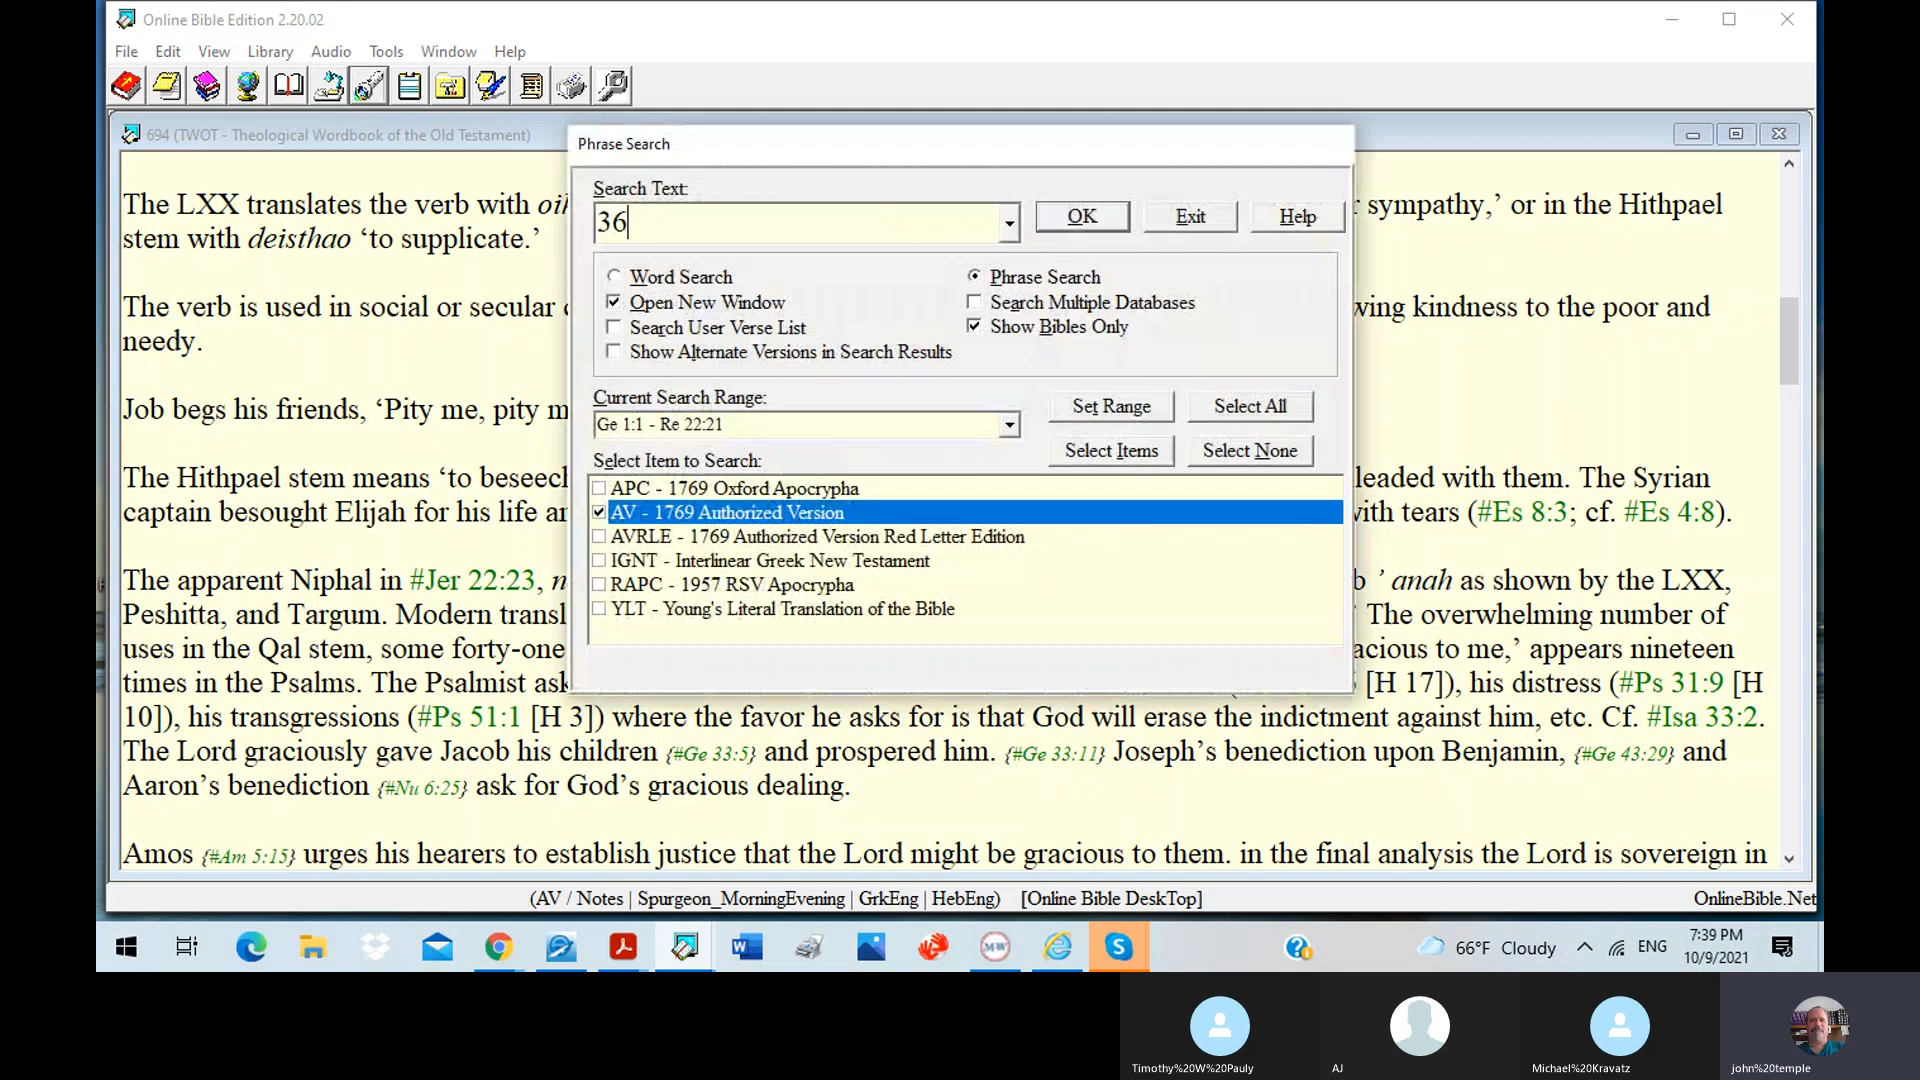 Online Bible Edition 2.20.02
File Edit View Library Audio Tools Window Help
694 (TWOT - Theological Wordbook of the Old Testament)
The LXX translates the verb with sympathy,’ or in the Hithpael
stem with deisthao ‘to supplicate.’
The verb is used in social or secular kindness to the poor and
needy.
Job begs his friends, ‘Pity me, pity
The Hithpael stem means with them. The Syrian
captain besought Elijah for his life with tears (#Es 8:3; cf. #Es 4:8).
The apparent Niphal in #Jer 22:23, ’ anah as shown by the LXX,
Peshitta, and Targum. Modern The overwhelming number of
uses in the Qal stem, some forty-one to me,’ appears nineteen
times in the Psalms. The Psalmist [H 17]), his distress (#Ps 31:9 [H
10]), his transgressions (#Ps 51:1 [H 3]) where the favor he asks for is that God will erase the indictment against him, etc. Cf. #Isa 33:2.
The Lord graciously gave Jacob his children {#Ge 33:5} and prospered him. {#Ge 33:11} Joseph’s benediction upon Benjamin, {#Ge 43:29} and
Aaron’s benediction {#Nu 6:25} ask for God’s gracious dealing.
Amos {#Am 5:15} urges his hearers to establish justice that the Lord might be gracious to them. in the final analysis the Lord is sovereign in
Phrase Search
Search Text:
36
OK Exit Help
Word Search Phrase Search
Open New Window Search Multiple Databases
Search User Verse List Show Bibles Only
Show Alternate Versions in Search Results
Current Search Range:
Ge 1:1 - Re 22:21
Set Range Select All
Select Items Select None
Select Item to Search:
APC - 1769 Oxford Apocrypha
AV - 1769 Authorized Version
AVRLE - 1769 Authorized Version Red Letter Edition
IGNT - Interlinear Greek New Testament
RAPC - 1957 RSV Apocrypha
YLT - Young's Literal Translation of the Bible
(AV / Notes | Spurgeon_MorningEvening | GrkEng | HebEng) [Online Bible DeskTop] OnlineBible.Net
66°F Cloudy ENG 7:39 PM
10/9/2021
Timothy%20W%20Pauly AJ Michael%20Kravatz john%20temple